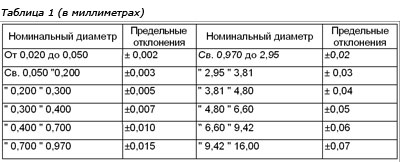 Таблица 1 (в миллиметрах)
Номинальный диаметр Предельные отклонения Номинальный диаметр Предельные отклонения
От 0,020 до 0,050 ± 0,002 Св. 0,970 до 2,95 ±0,02
Св. 0,050 "0,200 ±0,003 " 2,95 " 3,81 ± 0,03
" 0,200 " 0,300 ±0,005 " 3,81 " 4,80 ± 0,04
" 0,300 " 0,400 ±0,007 " 4,80 " 6,60 ±0,05
" 0,400 " 0,700 ±0,010 " 6,60 " 9,42 ±0,06
" 0,700 " 0,970 ±0,015 " 9,42 " 16,00 ±0,07